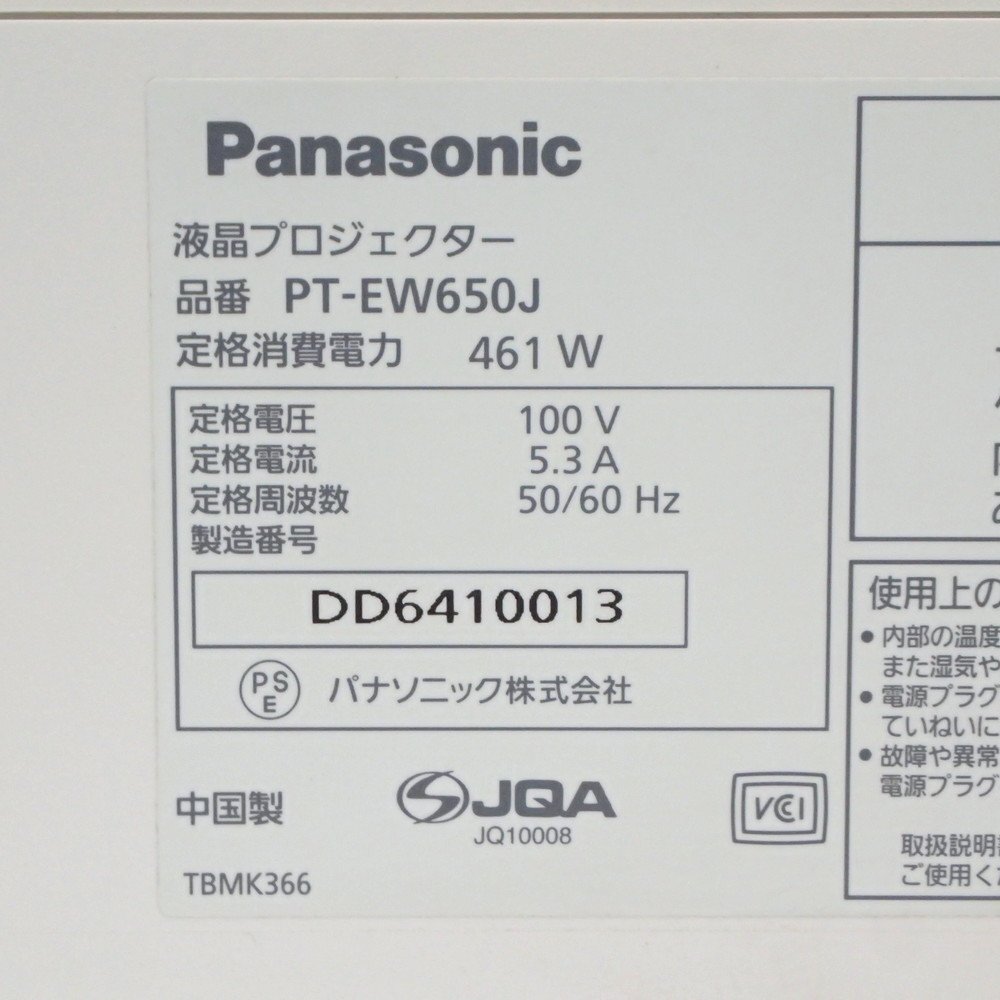 Panasonic
液晶プロジェクター
品番 PT-EW650J
定格消費電力 461 W
定格電圧 100 V
定格電流 5.3 A
定格周波数 50/60 Hz
製造番号
DD6410013
PS
E
パナソニック株式会社
中国製
JQA
JQ10008
VCI
TBMK366
使用上の
● 内部の温度
また湿気や
● 電源プラグ
ていねいに
● 故障や異常
電源プラグ
取扱説明
ご使用く